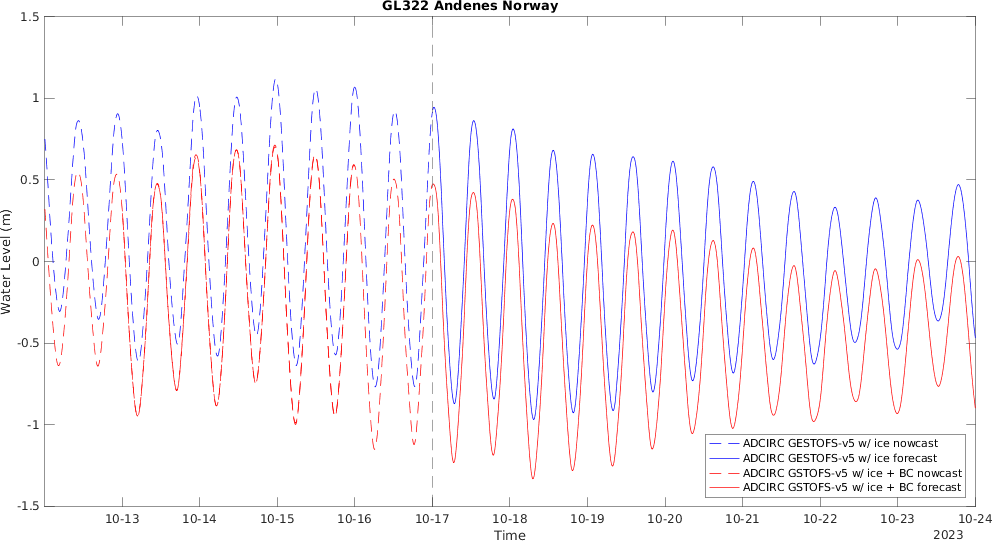 GL322 Andenes Norway
1.5
1
0.5
0
-0.5
-1
-1.5
Water Level (m)
ADCIRC GESTOFS-v5 w/ ice nowcast
ADCIRC GESTOFS-v5 w/ ice forecast
ADCIRC GSTOFS-v5 w/ ice + BC nowcast
ADCIRC GSTOFS-v5 w/ ice + BC forecast
10-13 10-14 10-15 10-16 10-17 10-18 10-19 10-20 10-21 10-22 10-23 10-24
Time
2023